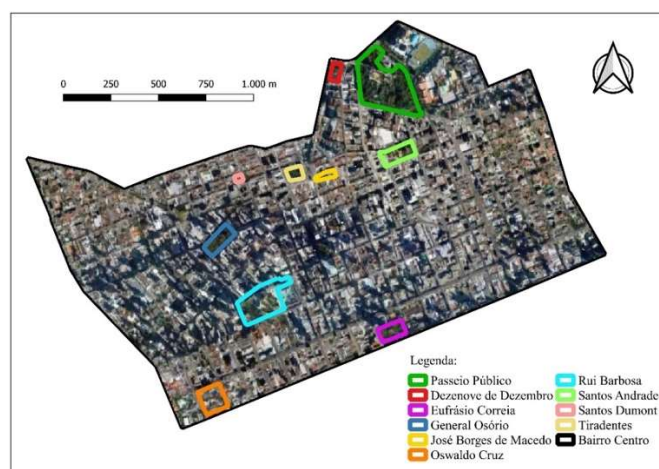 0 250 500 750 1.000 m
Legenda:
Passeio Público
Dezenove de Dezembro
Eufrásio Correia
General Osório
José Borges de Macedo
Oswaldo Cruz
Rui Barbosa
Santos Andrade
Santos Dumont
Tiradentes
Bairro Centro